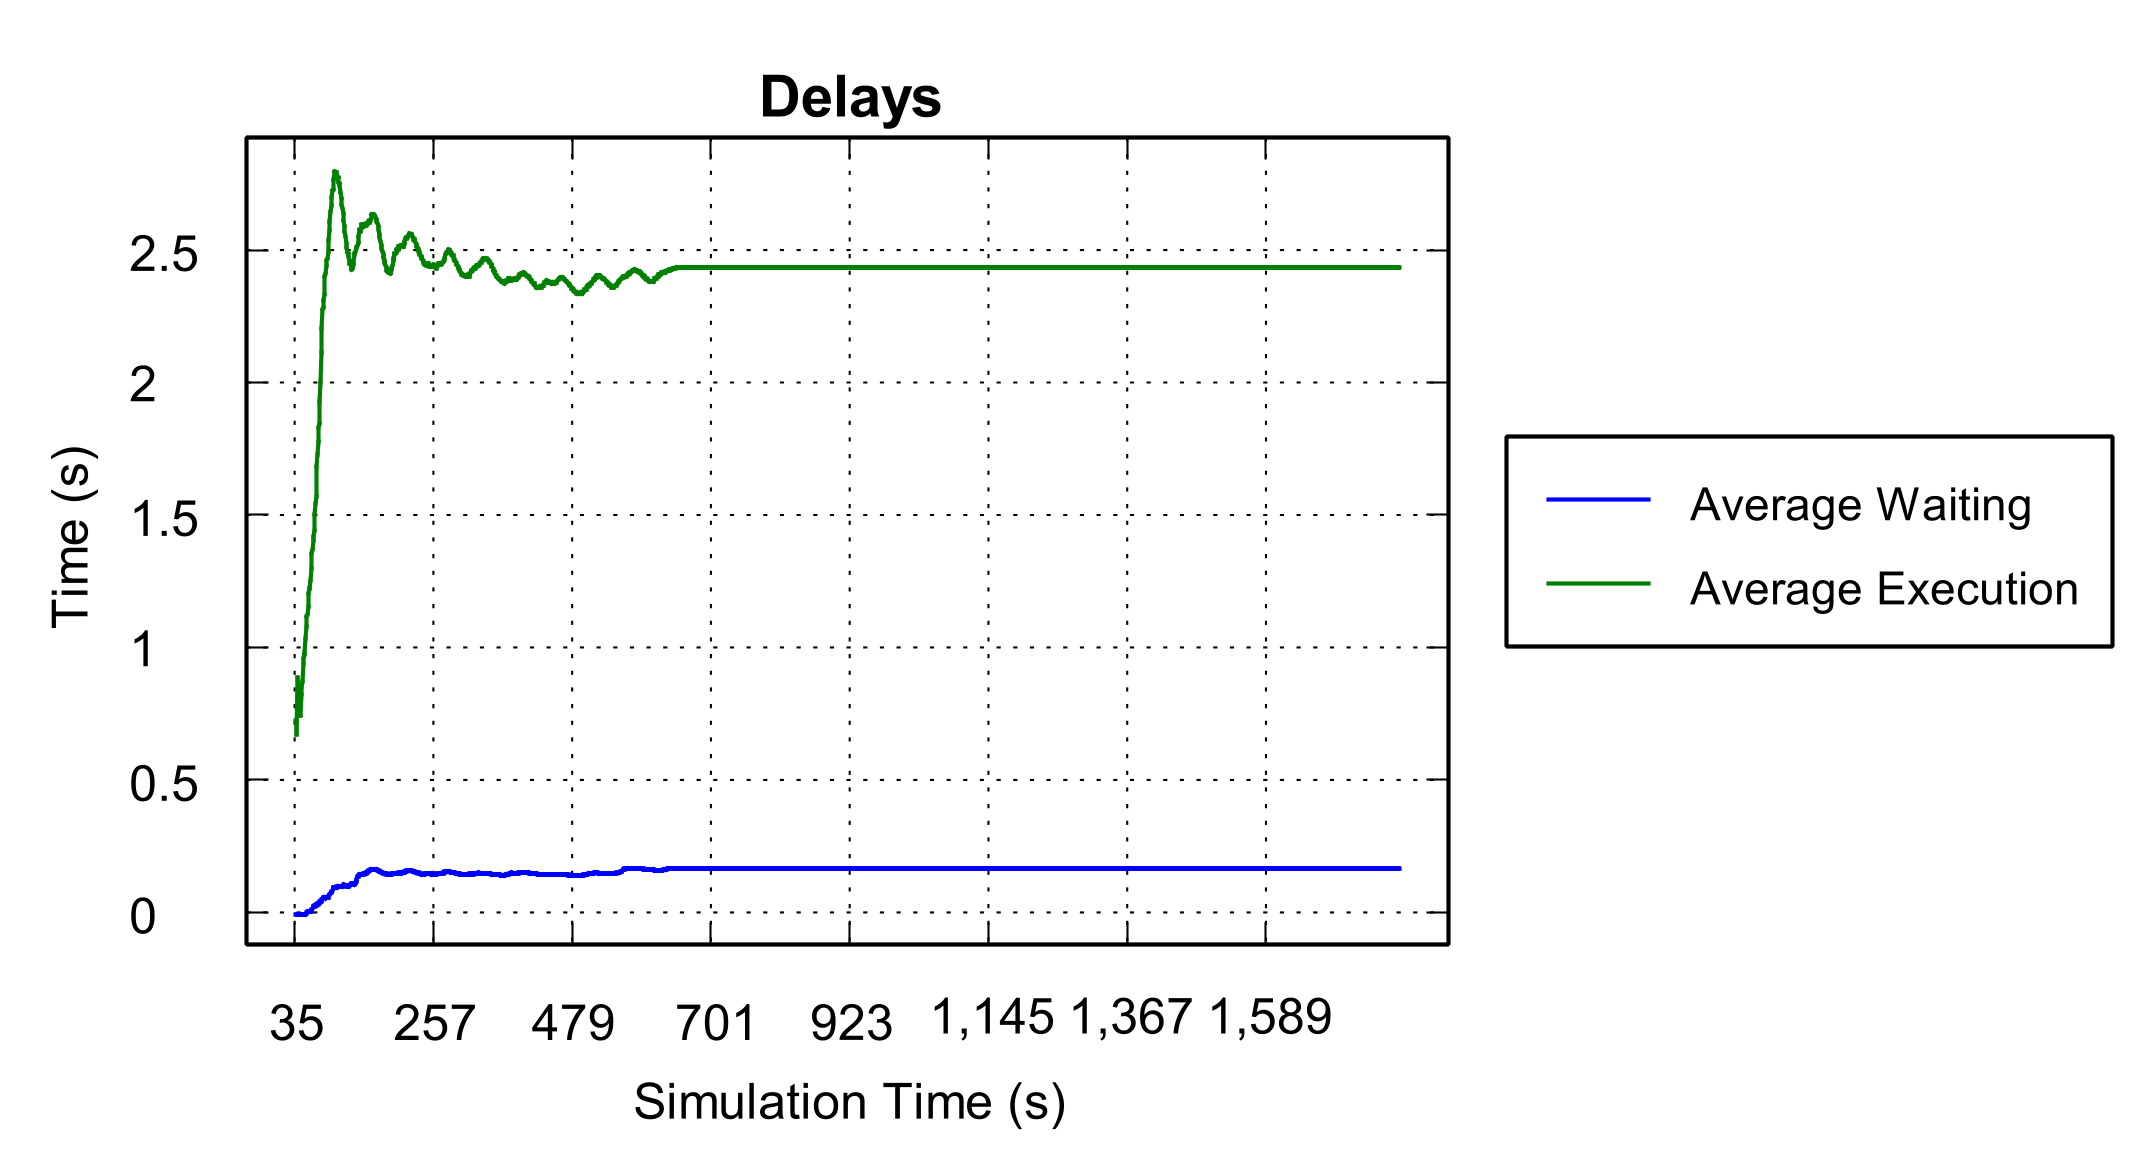 Delays
2.5
2
1.5
1
0.5
0
Time (s)
35 257 479 701 923 1,145 1,367 1,589
Simulation Time (s)
Average Waiting
Average Execution